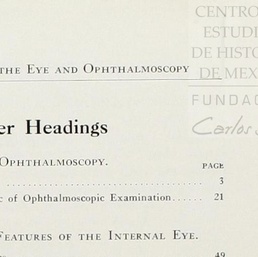 CENTRO
ESTUDI
DE HISTO
DE MEX
FUNDAC
Carlos
THE EYE AND OPHTHALMOSCOPY
er Headings
OPHTHALMOSCOPY.
PAGE
3
c of Ophthalmoscopic Examination...... 21
FEATURES OF THE INTERNAL EYE.
49